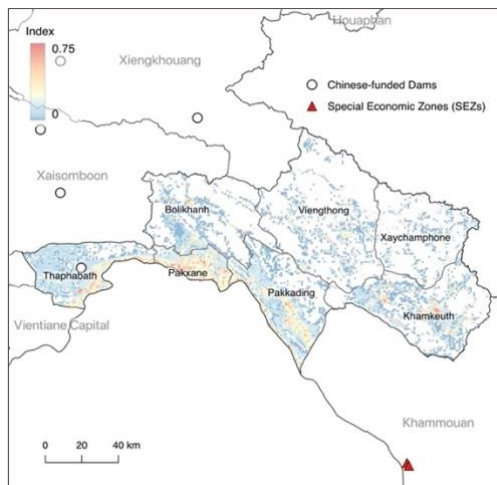 Houaphan
Index
0.75
0
Xiengkhouang
Chinese-funded Dams
Special Economic Zones (SEZs)
Xaisomboon
Bolikhanh
Viengthong
Xaychamphone
Thaphabath
Pakxane
Pakkading
Khamkeuth
Vientiane Capital
Khammouan
0 20 40 km